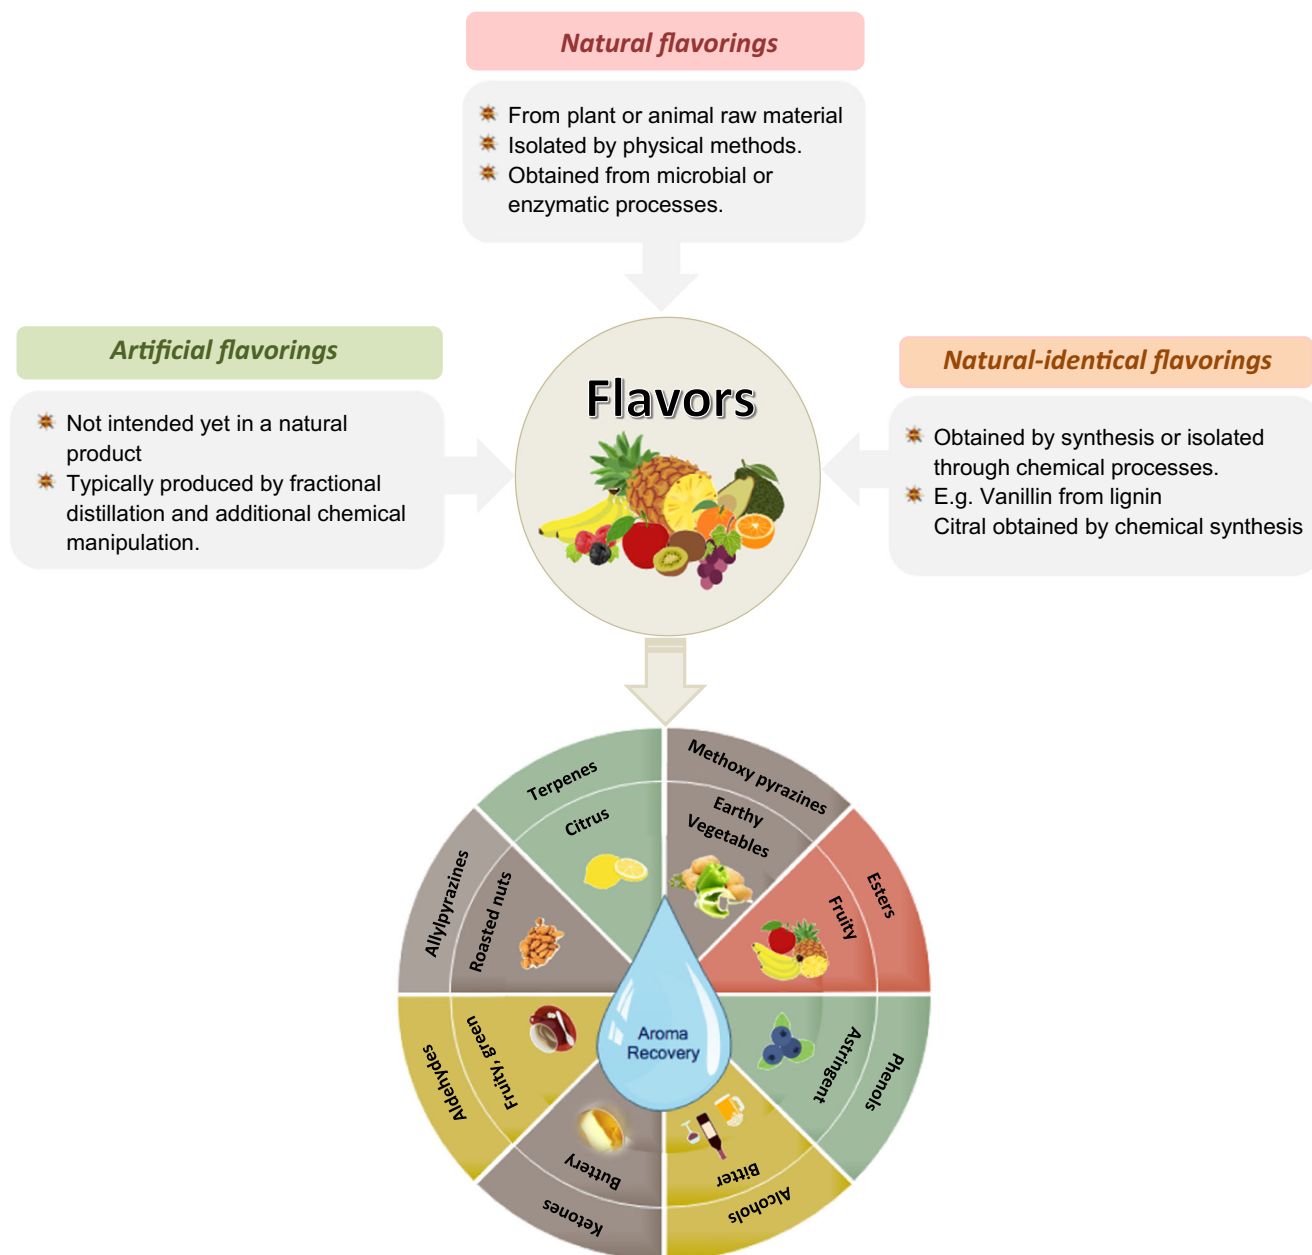 Natural flavorings
From plant or animal raw material
Isolated by physical methods.
Obtained from microbial or
enzymatic processes.
Artificial flavorings
Not intended yet in a natural
product
Typically produced by fractional
distillation and additional chemical
manipulation.
Flavors
Natural-identical flavorings
Obtained by synthesis or isolated
through chemical processes.
E.g. Vanillin from lignin
Citral obtained by chemical synthesis
Terpenes
Citrus
Methoxy pyrazines
Earthy
Vegetables
Esters
Fruity
Phenols
Astringent
Alcohols
Bitter
Ketones
Buttery
Aldehydes
Fruity, green
Allylpyrazines
Roasted nuts
Aroma
Recovery